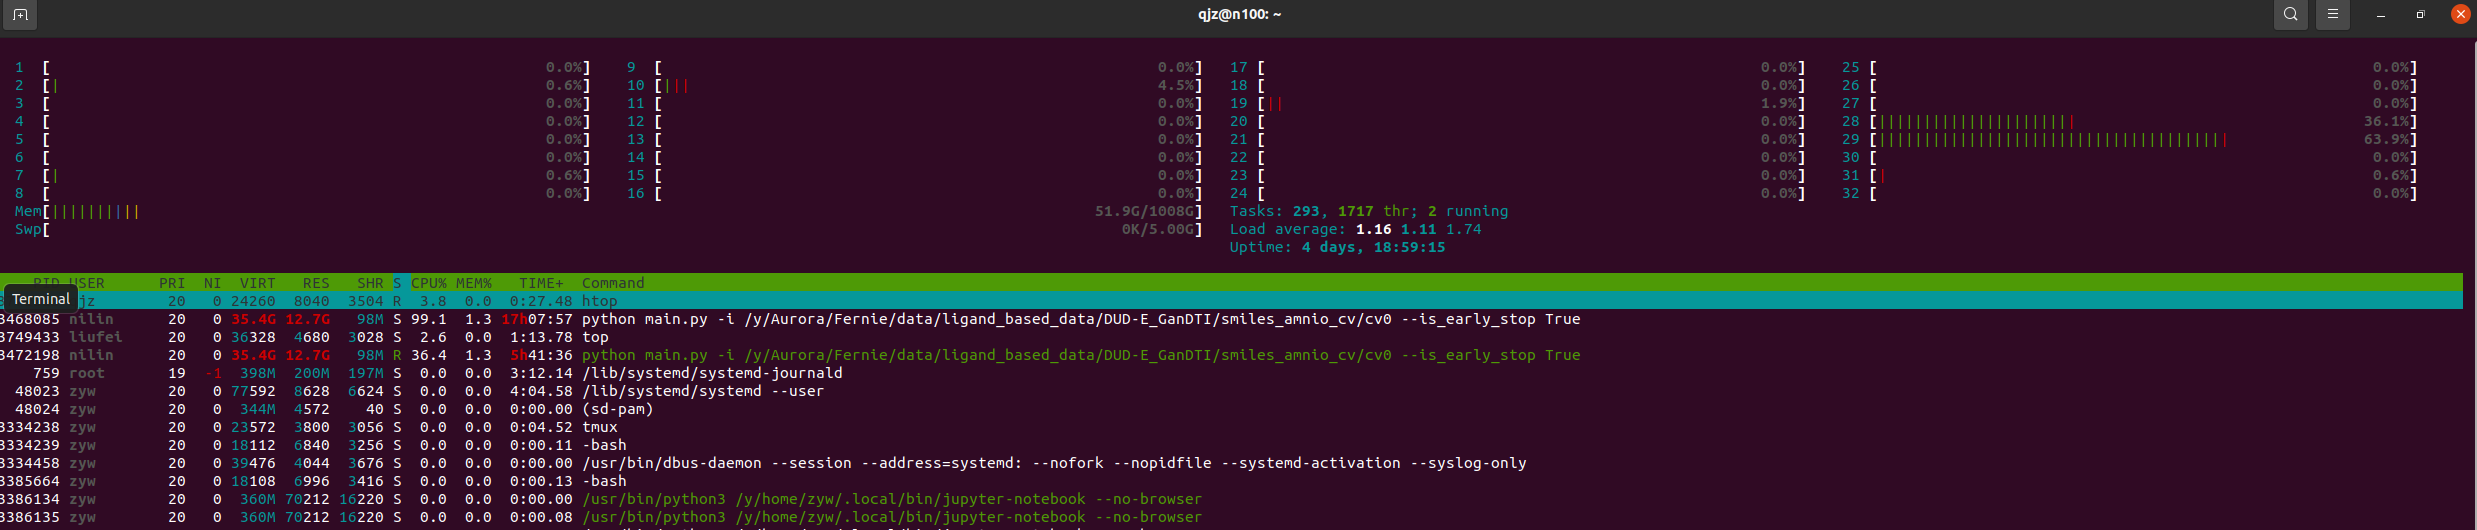 qjz@n100: ~
1 [ 0.0%] 9 [ 0.0%] 17 [ 0.0%] 25 [ 0.0%]
2 [| 0.6%] 10 [||| 4.5%] 18 [ 0.0%] 26 [ 0.0%]
3 [ 0.0%] 11 [ 0.0%] 19 [|| 1.9%] 27 [ 0.0%]
4 [ 0.0%] 12 [ 0.0%] 20 [ 0.0%] 28 [|||||||||||||||||||||| 36.1%]
5 [ 0.0%] 13 [ 0.0%] 21 [ 0.0%] 29 [||||||||||||||||||||||||||||||||||||||| 63.9%]
6 [ 0.0%] 14 [ 0.0%] 22 [ 0.0%] 30 [ 0.0%]
7 [| 0.6%] 15 [ 0.0%] 23 [ 0.0%] 31 [| 0.6%]
8 [ 0.0%] 16 [ 0.0%] 24 [ 0.0%] 32 [ 0.0%]
Mem[|||||||||| 51.9G/1008G] Tasks: 293, 1717 thr; 2 running
Swp[ 0K/5.00G] Load average: 1.16 1.11 1.74
Uptime: 4 days, 18:59:15
PID USER PRI NI VIRT RES SHR S CPU% MEM% TIME+ Command
Terminal
jz 20 0 24260 8040 3504 R 3.8 0.0 0:27.48 htop
3468085 nilin 20 0 35.4G 12.7G 98M S 99.1 1.3 17h07:57 python main.py -i /y/Aurora/Fernie/data/ligand_based_data/DUD-E_GanDTI/smiles_amnio_cv/cv0 --is_early_stop True
3749433 liufei 20 0 36328 4680 3028 S 2.6 0.0 1:13.78 top
3472198 nilin 20 0 35.4G 12.7G 98M R 36.4 1.3 5h41:36 python main.py -i /y/Aurora/Fernie/data/ligand_based_data/DUD-E_GanDTI/smiles_amnio_cv/cv0 --is_early_stop True
759 root 19 -1 398M 200M 197M S 0.0 0.0 3:12.14 /lib/systemd/systemd-journald
48023 zyw 20 0 77592 8628 6624 S 0.0 0.0 4:04.58 /lib/systemd/systemd --user
48024 zyw 20 0 344M 4572 40 S 0.0 0.0 0:00.00 (sd-pam)
3334238 zyw 20 0 23572 3800 3056 S 0.0 0.0 0:04.52 tmux
3334239 zyw 20 0 18112 6840 3256 S 0.0 0.0 0:00.11 -bash
3334458 zyw 20 0 39476 4044 3676 S 0.0 0.0 0:00.00 /usr/bin/dbus-daemon --session --address=systemd: --nofork --nopidfile --systemd-activation --syslog-only
3385664 zyw 20 0 18108 6996 3416 S 0.0 0.0 0:00.13 -bash
3386134 zyw 20 0 360M 70212 16220 S 0.0 0.0 0:00.00 /usr/bin/python3 /y/home/zyw/.local/bin/jupyter-notebook --no-browser
3386135 zyw 20 0 360M 70212 16220 S 0.0 0.0 0:00.08 /usr/bin/python3 /y/home/zyw/.local/bin/jupyter-notebook --no-browser